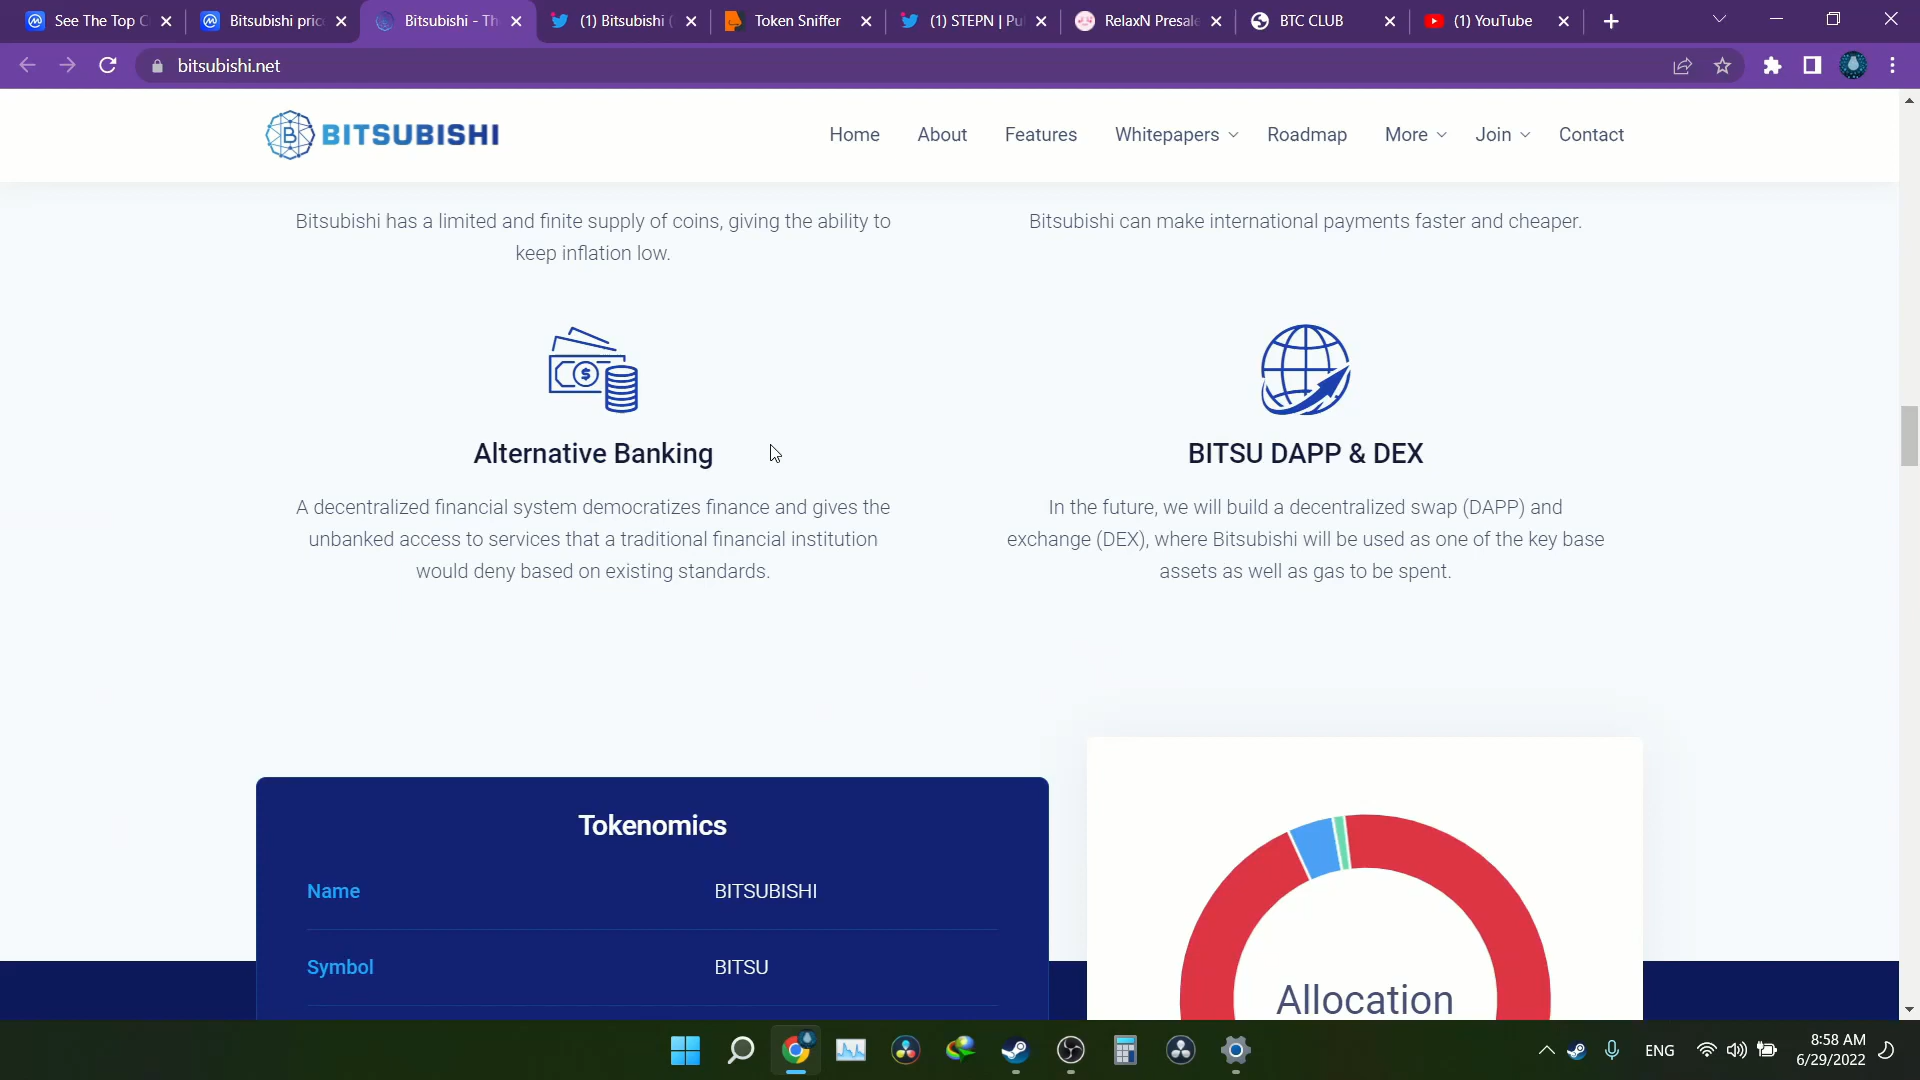 See The Top C
Bitsubishi pric
Bitsubishi - Th
(1) Bitsubishi (
Token Sniffer
(1) STEPN | Pu
RelaxN Presale
BTC CLUB
(1) YouTube
bitsubishi.net
BITSUBISHI
Home
About
Features
Whitepapers
Roadmap
More
Join
Contact
Bitsubishi has a limited and finite supply of coins, giving the ability to
keep inflation low.
Bitsubishi can make international payments faster and cheaper.
Alternative Banking
A decentralized financial system democratizes finance and gives the
unbanked access to services that a traditional financial institution
would deny based on existing standards.
BITSU DAPP & DEX
In the future, we will build a decentralized swap (DAPP) and
exchange (DEX), where Bitsubishi will be used as one of the key base
assets as well as gas to be spent.
Tokenomics
Name BITSUBISHI
Symbol BITSU
Allocation
ENG
8:58 AM
6/29/2022